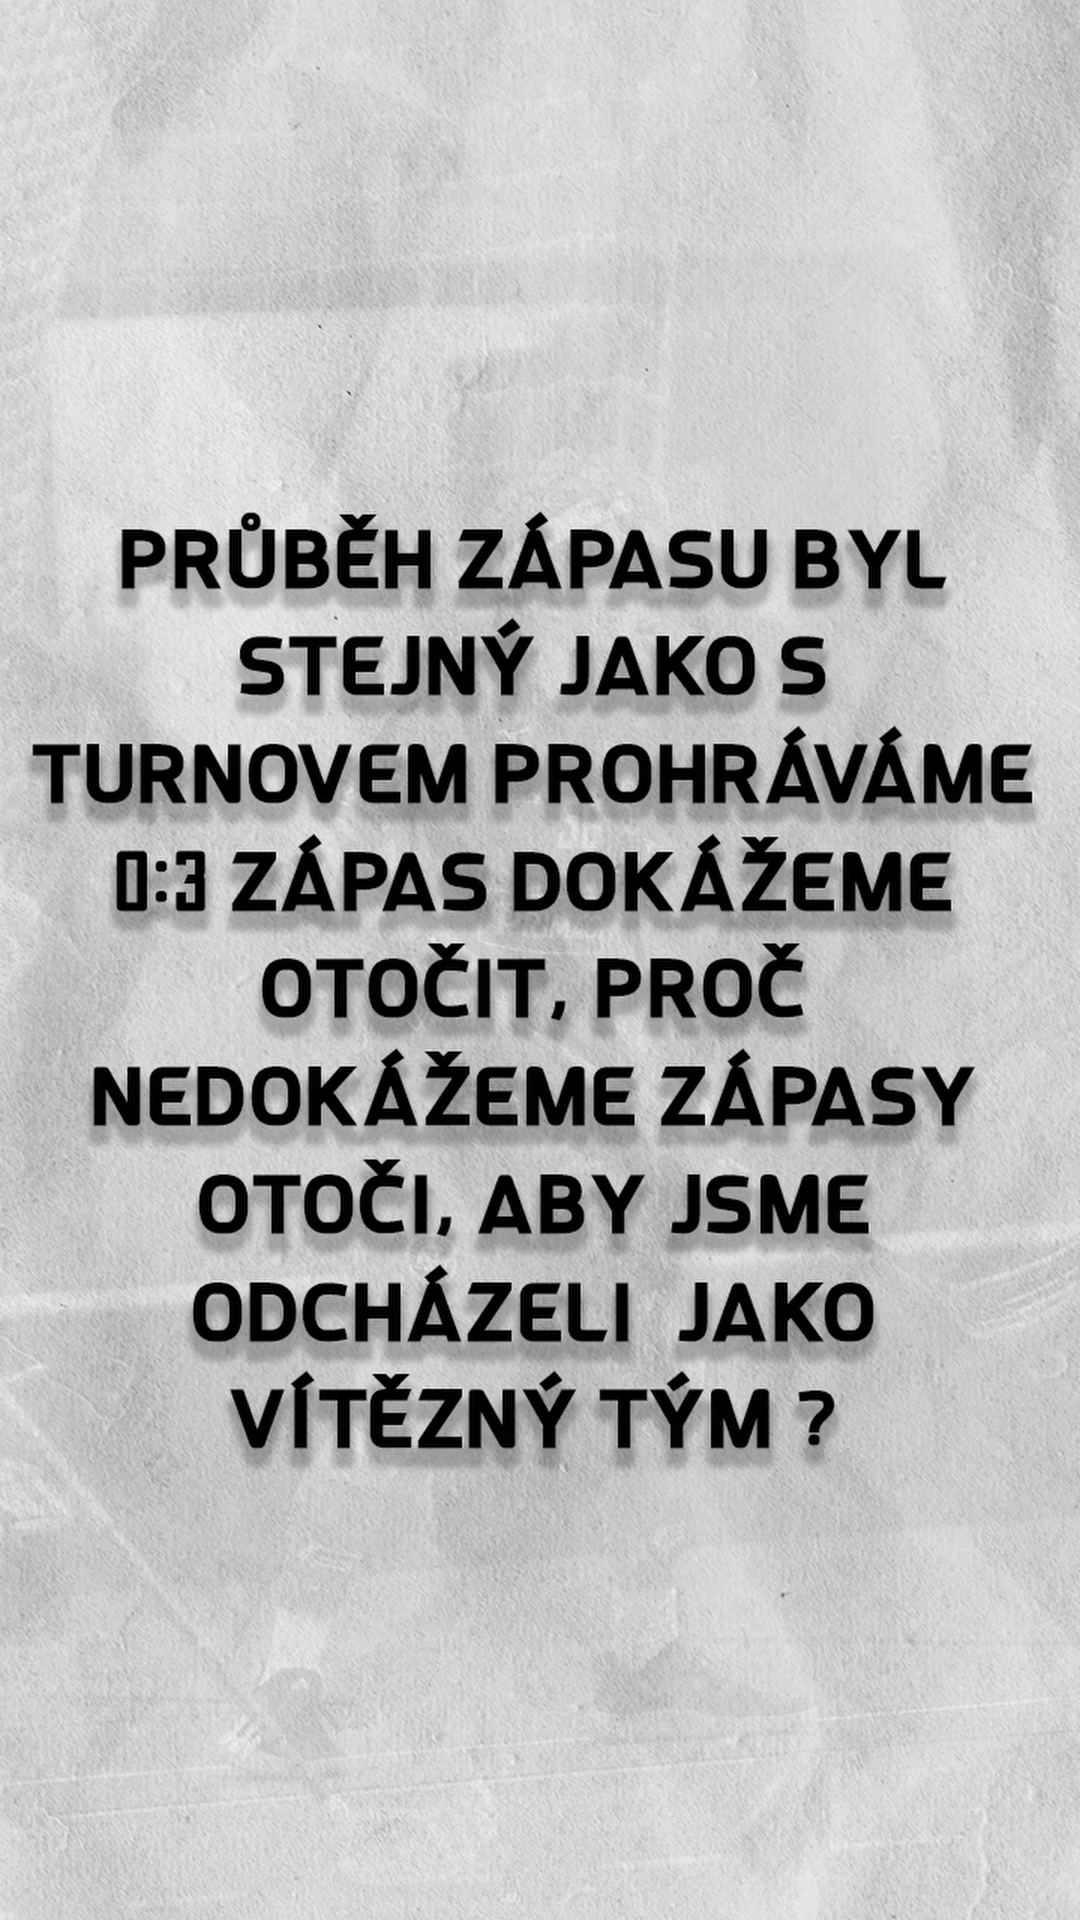 PRŮBĚH ZÁPASU BYL
STEJNÝ JAKO S
TURNOVEM PROHRÁVÁME
0:3 ZÁPAS DOKÁŽEME
OTOČIT, PROČ
NEDOKÁŽEME ZÁPASY
OTOČI, ABY JSME
ODCHÁZELI JAKO
VÍTĚZNÝ TÝM ?